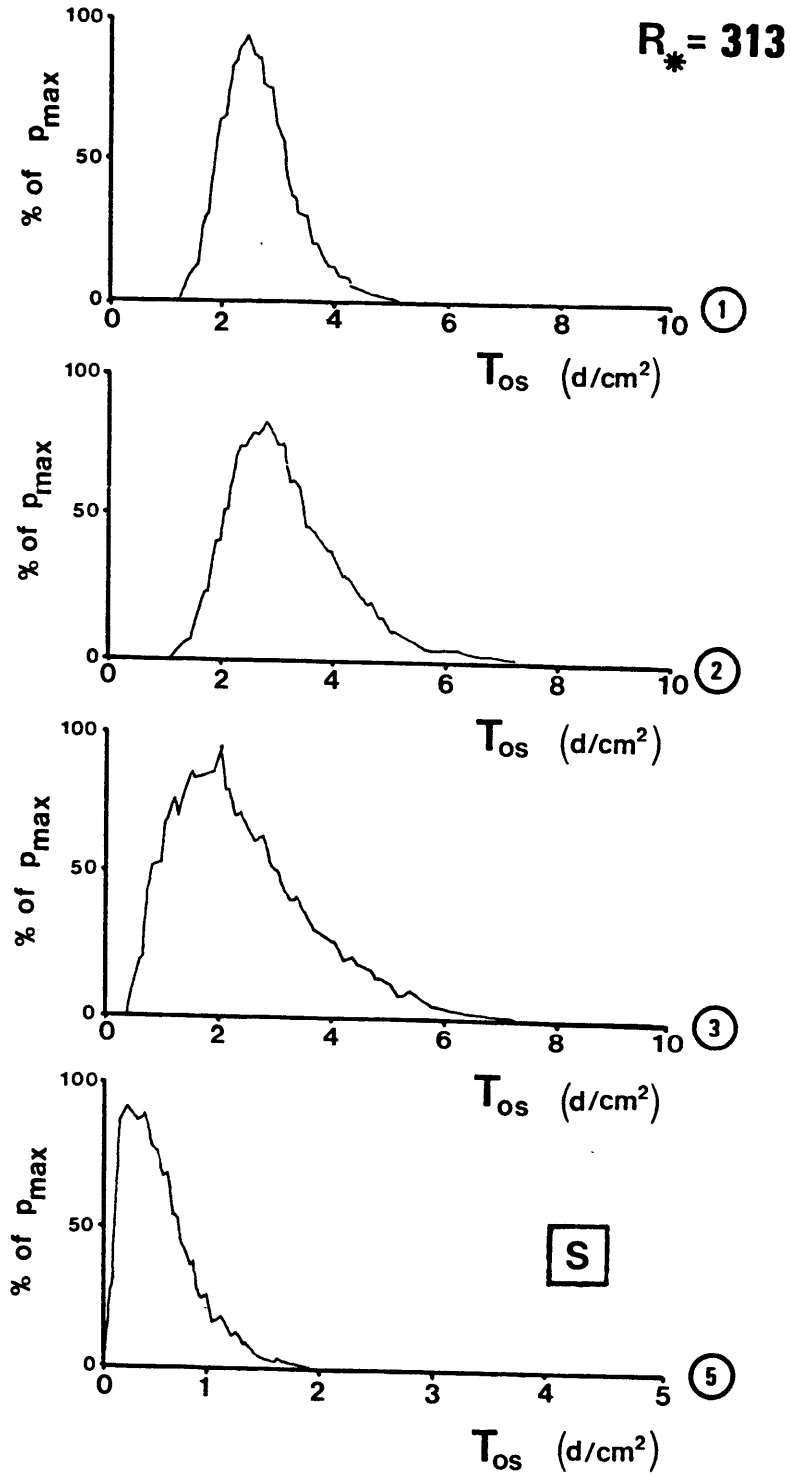 R* = 313
100
50
0
% of pmax
0 2 4 6 8 10
1
Tos (d/cm²)
100
50
0
% of pmax
0 2 4 6 8 10
2
Tos (d/cm²)
100
50
0
% of pmax
0 2 4 6 8 10
3
Tos (d/cm²)
100
50
0
% of pmax
S
0 1 2 3 4 5
5
Tos (d/cm²)